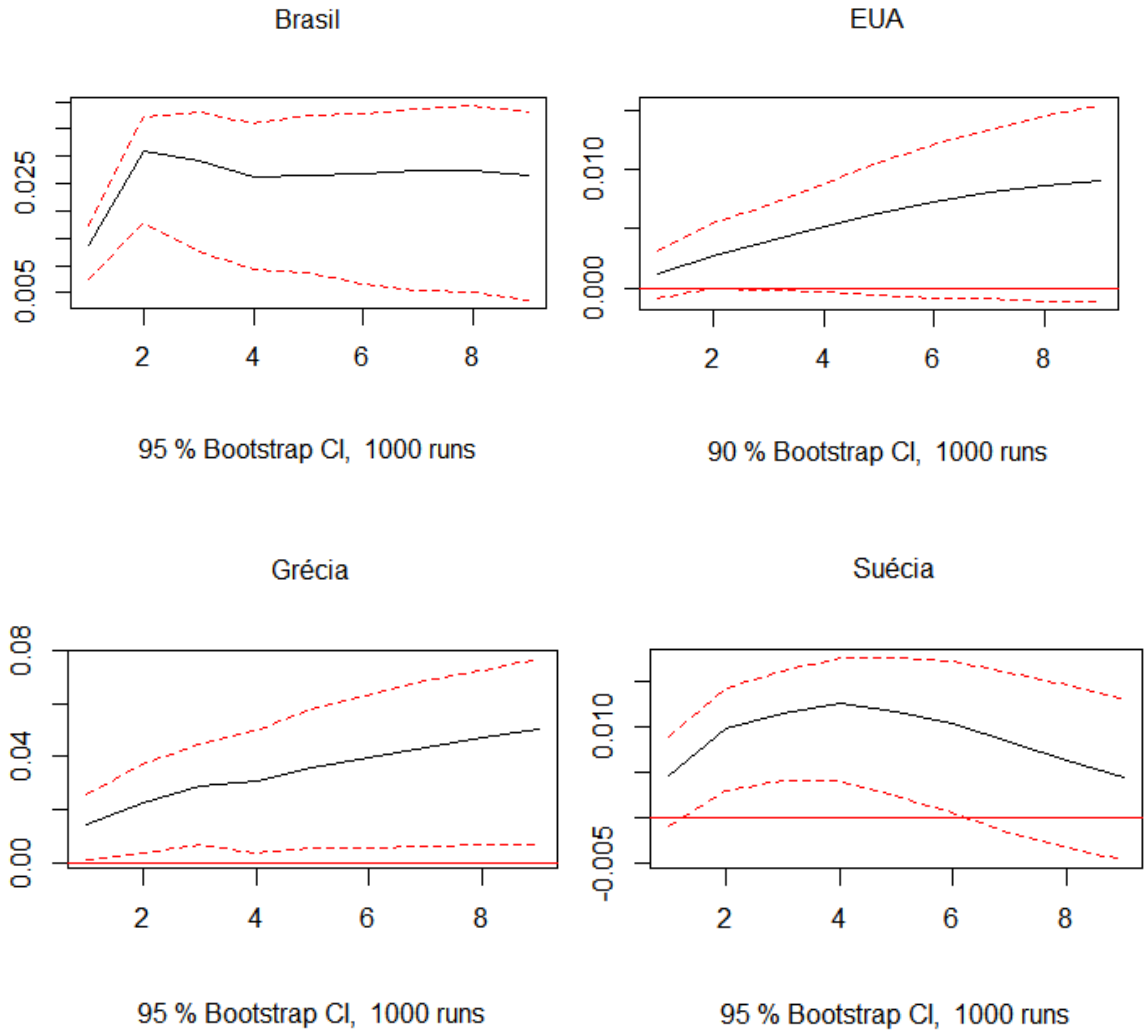 Brasil
0.025
0.005
2 4 6 8
95 % Bootstrap CI, 1000 runs
EUA
0.010
0.000
2 4 6 8
90 % Bootstrap CI, 1000 runs
Grécia
0.08
0.04
0.00
2 4 6 8
95 % Bootstrap CI, 1000 runs
Suécia
0.010
-0.005
2 4 6 8
95 % Bootstrap CI, 1000 runs